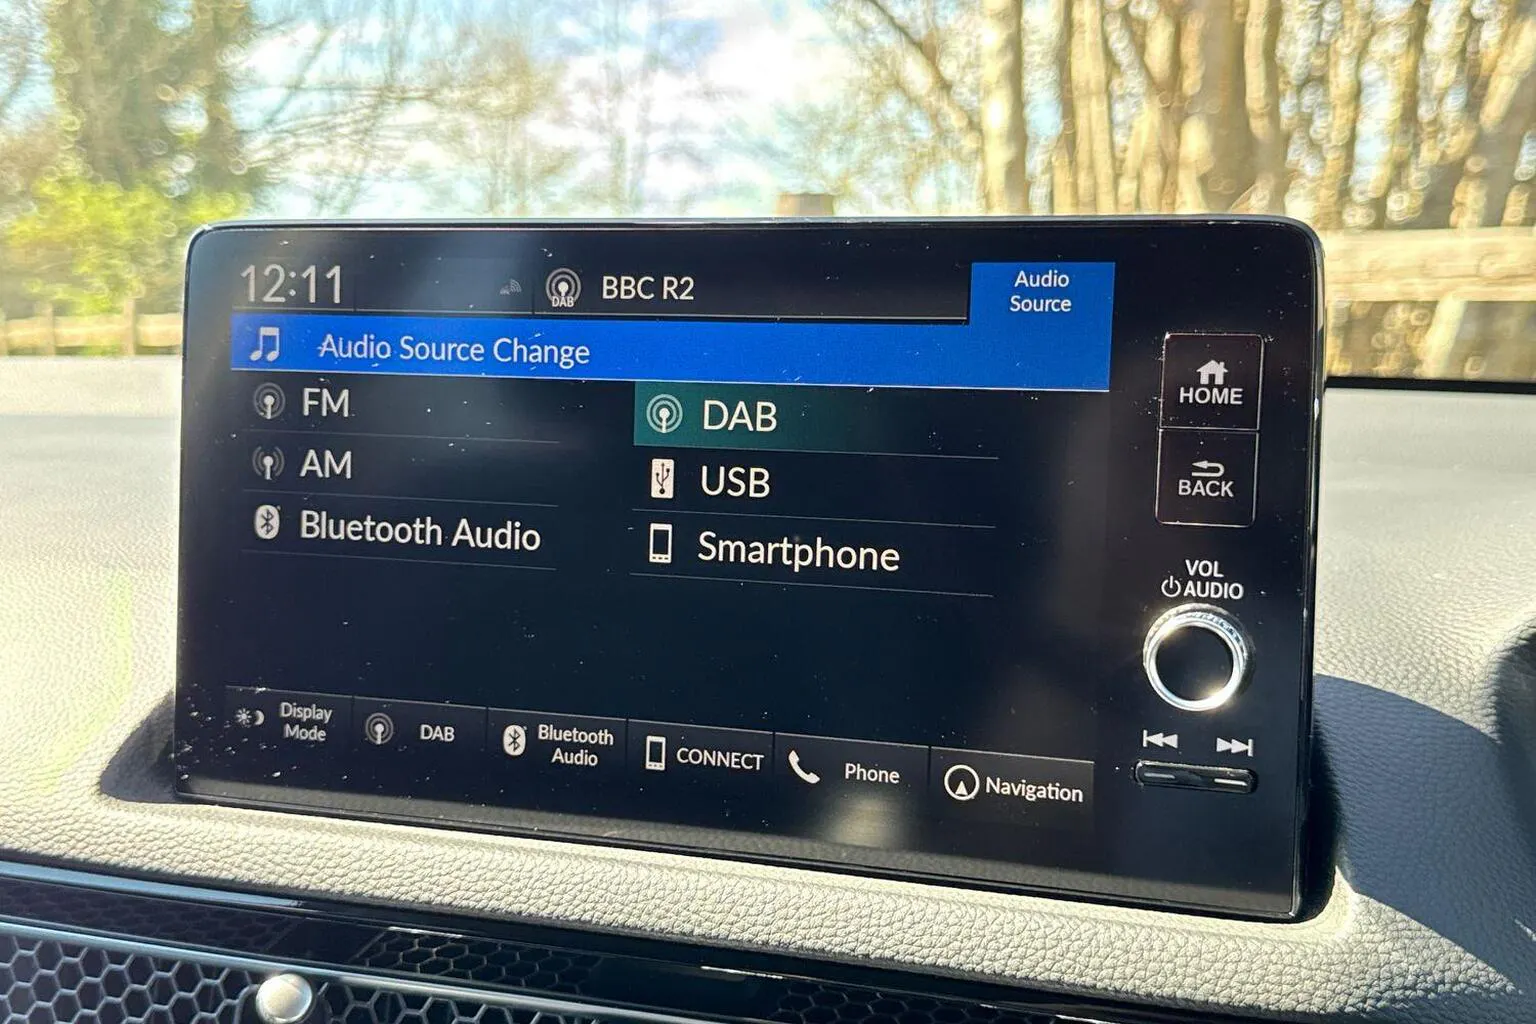 12:11
DAB
BBC R2
Audio
Source
Audio Source Change
FM
DAB
AM
USB
Bluetooth Audio
Smartphone
HOME
BACK
VOL
AUDIO
Display
Mode
DAB
Bluetooth
Audio
CONNECT
Phone
Navigation